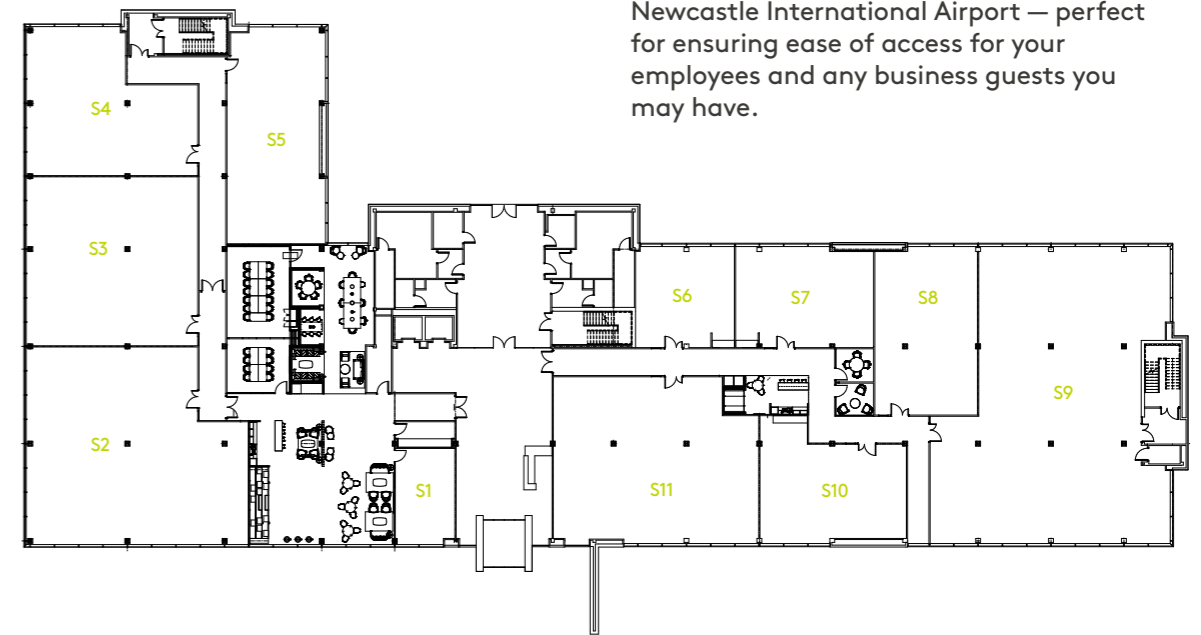 Newcastle International Airport — perfect
for ensuring ease of access for your
employees and any business guests you
may have.
S4
S5
S3
S6
S7
S8
S9
S2
S1
S11
S10